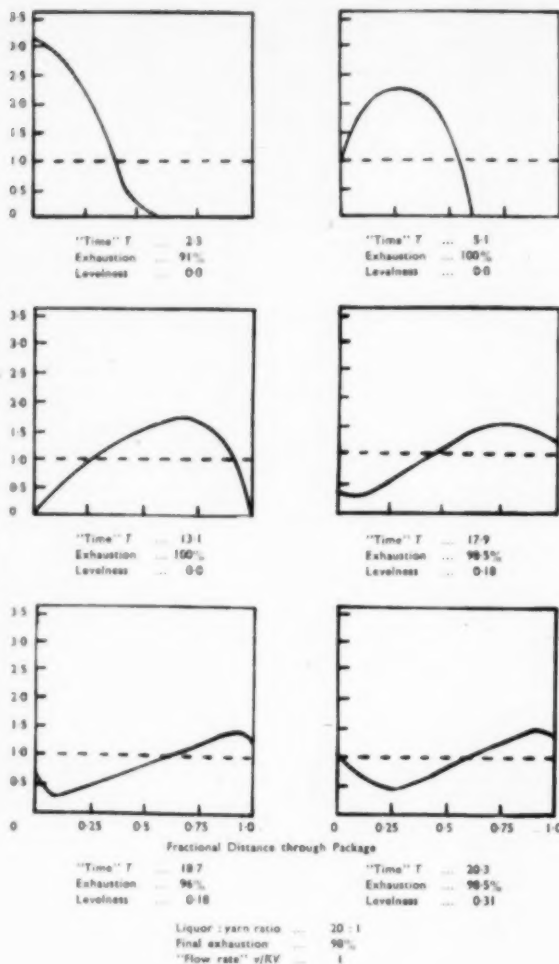 3·5
3·0
2·5
2·0
1·5
1·0
0·5
0
"Time" T ... 2·3
Exhaustion ... 91%
Levelness ... 0·0
"Time" T ... 5·1
Exhaustion ... 100%
Levelness ... 0·0
3·5
3·0
2·5
2·0
1·5
1·0
0·5
0
"Time" T ... 13·1
Exhaustion ... 100%
Levelness ... 0·0
"Time" T ... 17·9
Exhaustion ... 98·5%
Levelness ... 0·18
3·5
3·0
2·5
2·0
1·5
1·0
0·5
0 0·25 0·5 0·75 1·0 0 0·25 0·5 0·75 1·0
Fractional Distance through Package
"Time" T ... 18·7
Exhaustion ... 96%
Levelness ... 0·18
"Time" T ... 20·3
Exhaustion ... 98·5%
Levelness ... 0·31
Liquor : yarn ratio ... 20 : 1
Final exhaustion ... 98%
"Flow rate" v/KV ... 1